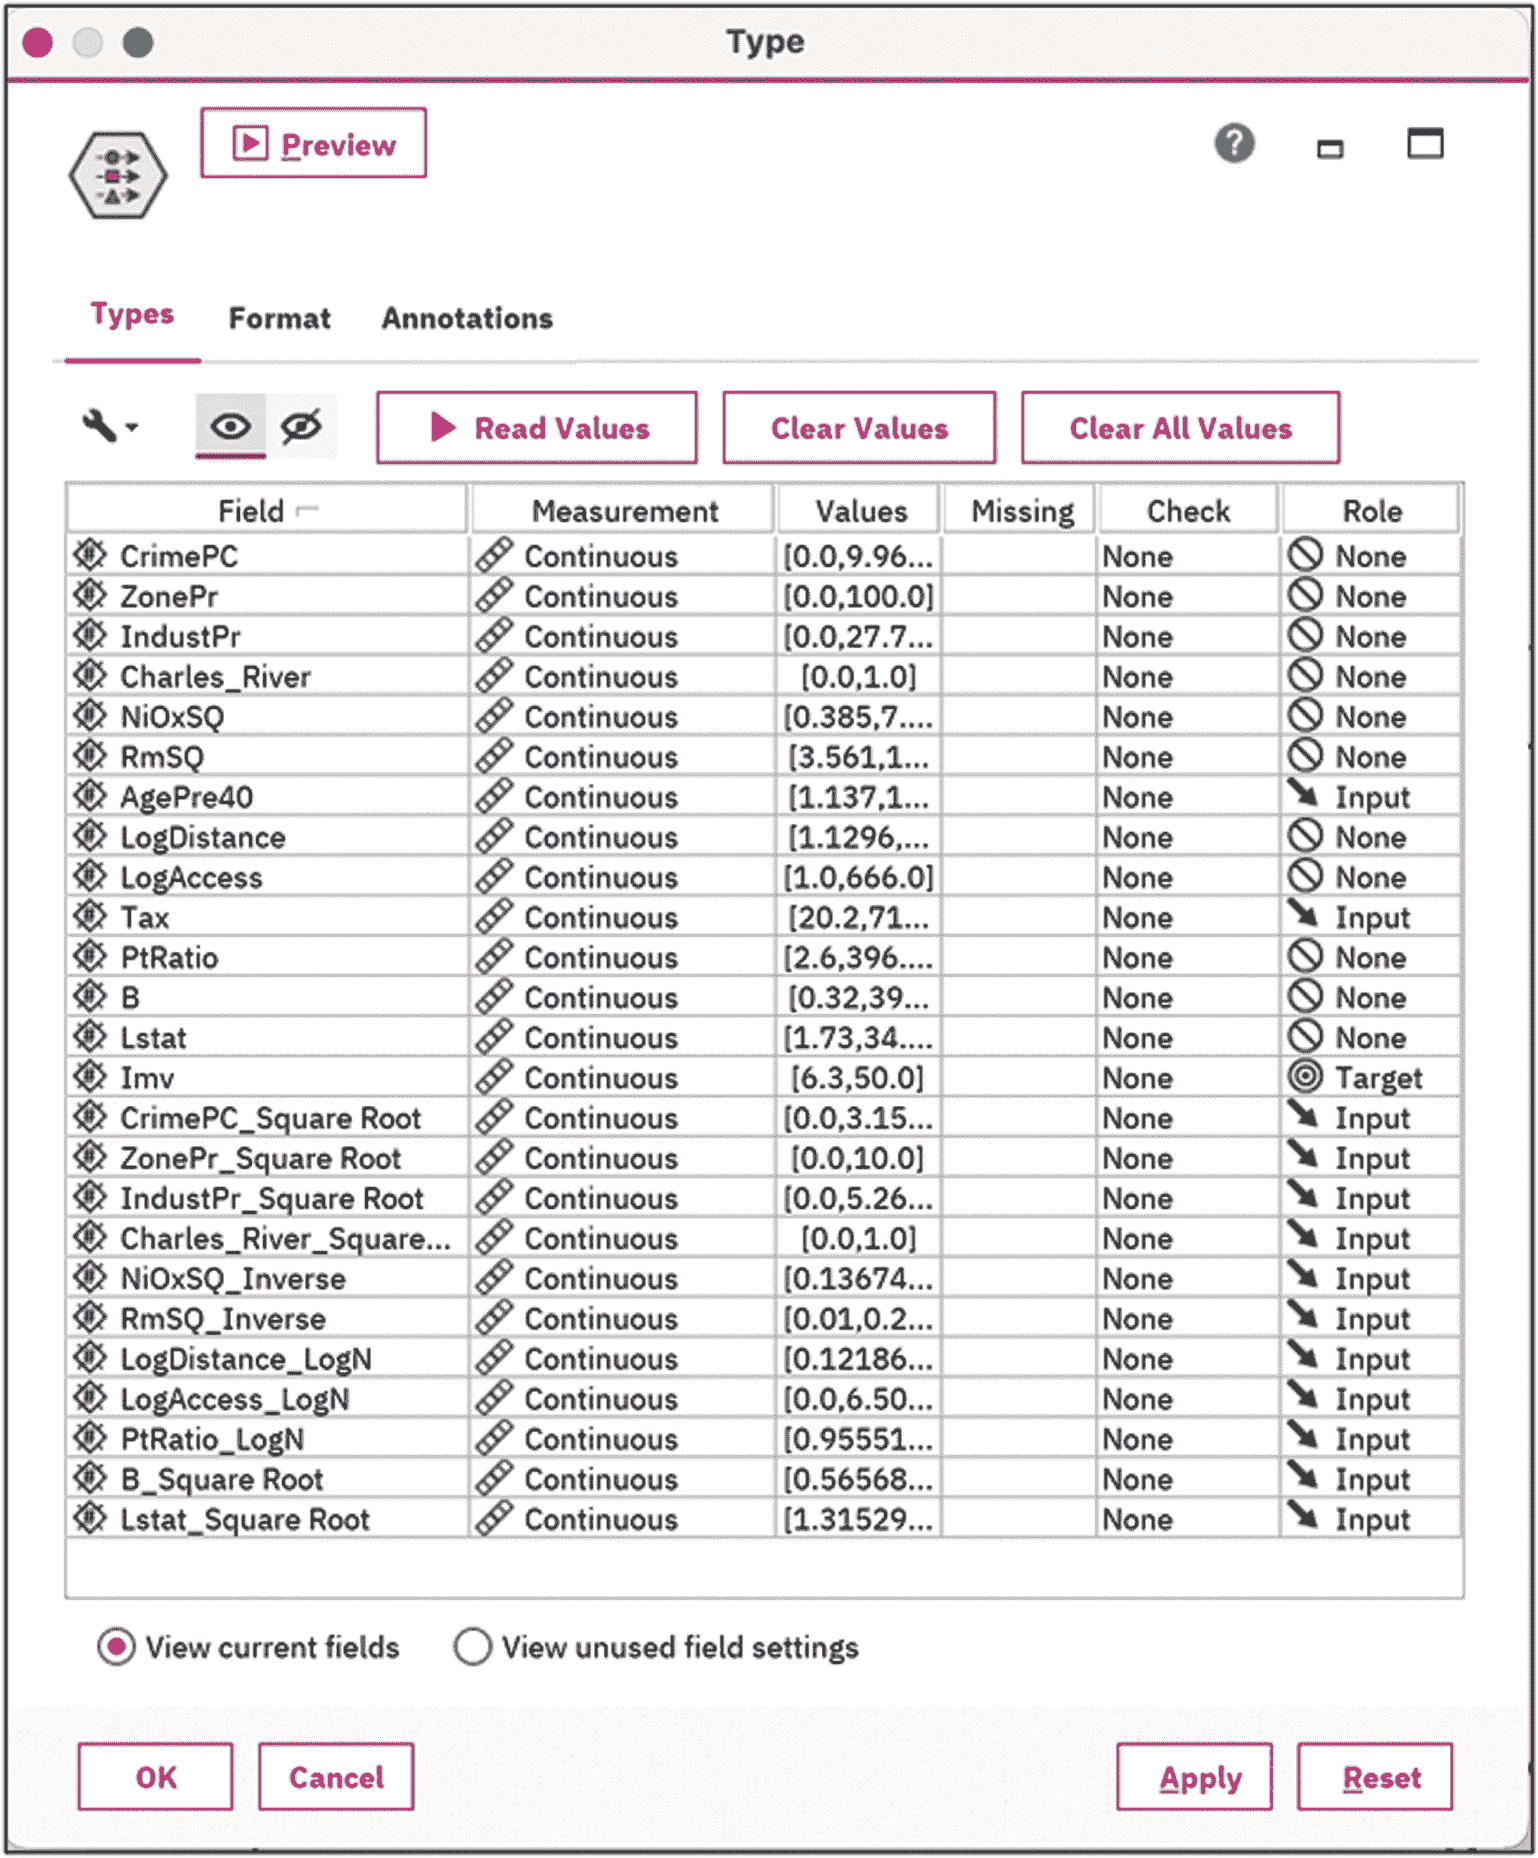 Type
Preview
Types Format Annotations
Read Values Clear Values Clear All Values
Field Measurement Values Missing Check Role
CrimePC Continuous [0.0,9.96... None None
ZonePr Continuous [0.0,100.0] None None
IndustPr Continuous [0.0,27.7... None None
Charles_River Continuous [0.0,1.0] None None
NiOxSQ Continuous [0.385,7.... None None
RmSQ Continuous [3.561,1... None None
AgePre40 Continuous [1.137,1... None Input
LogDistance Continuous [1.1296,... None None
LogAccess Continuous [1.0,666.0] None None
Tax Continuous [20.2,71... None Input
PtRatio Continuous [2.6,396.... None None
B Continuous [0.32,39... None None
Lstat Continuous [1.73,34.... None None
Imv Continuous [6.3,50.0] None Target
CrimePC_Square Root Continuous [0.0,3.15... None Input
ZonePr_Square Root Continuous [0.0,10.0] None Input
IndustPr_Square Root Continuous [0.0,5.26... None Input
Charles_River_Square... Continuous [0.0,1.0] None Input
NiOxSQ_Inverse Continuous [0.13674... None Input
RmSQ_Inverse Continuous [0.01,0.2... None Input
LogDistance_LogN Continuous [0.12186... None Input
LogAccess_LogN Continuous [0.0,6.50... None Input
PtRatio_LogN Continuous [0.95551... None Input
B_Square Root Continuous [0.56568... None Input
Lstat_Square Root Continuous [1.31529... None Input
View current fields View unused field settings
OK Cancel Apply Reset